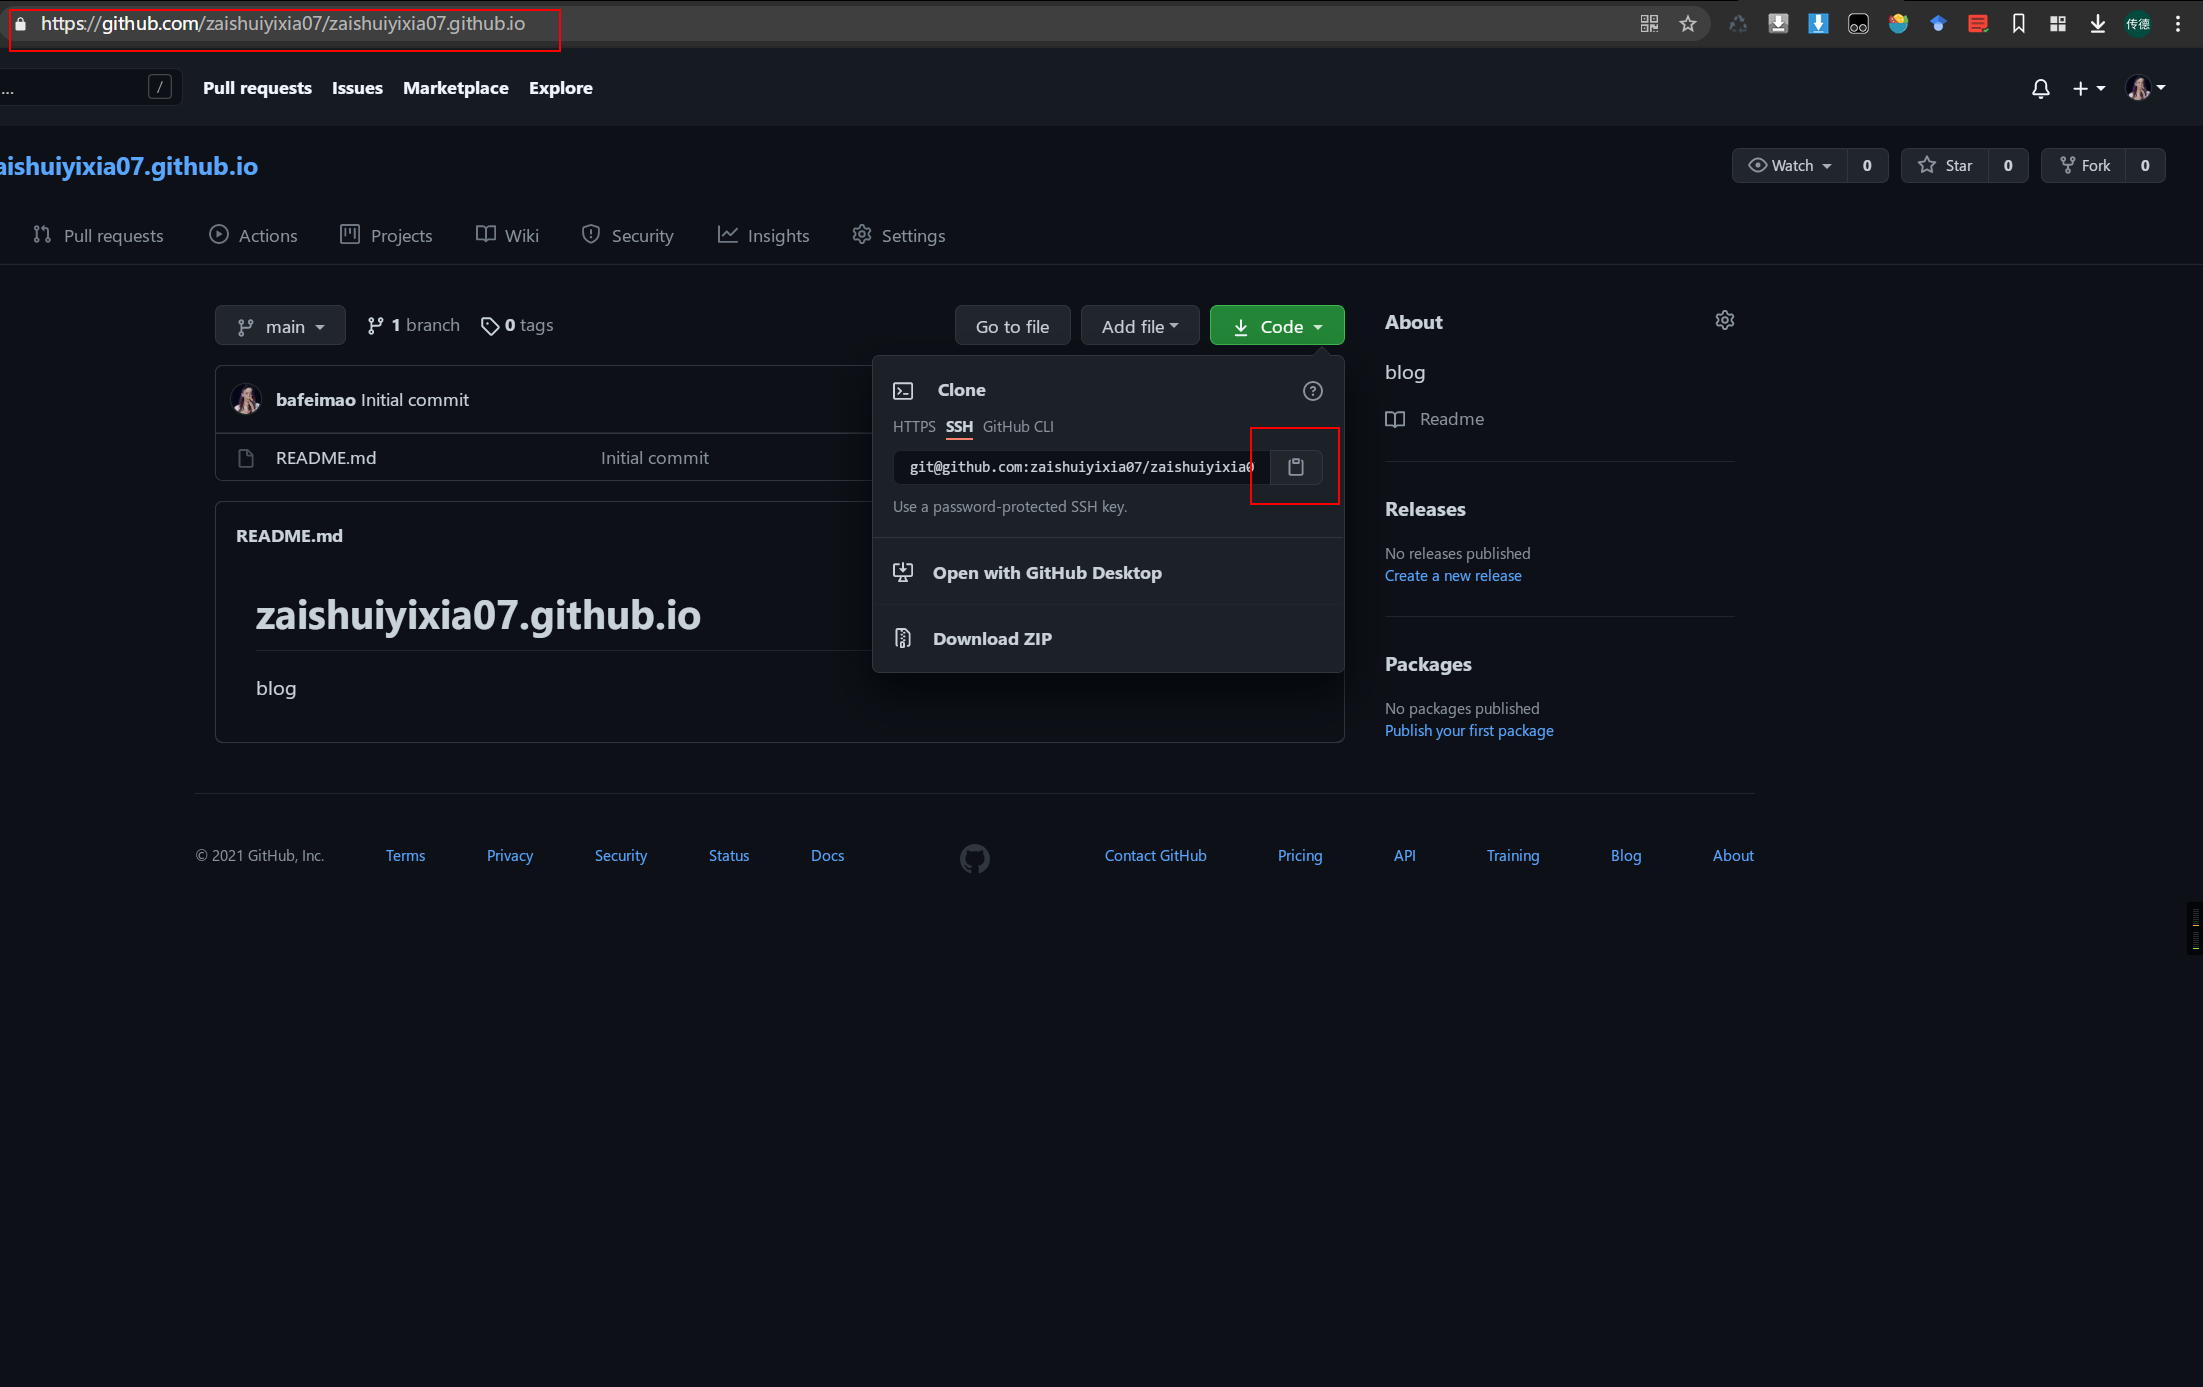 https://github.com/zaishuiyixia07/zaishuiyixia07.github.io
传德
...
/
Pull requests Issues Marketplace Explore
aishuiyixia07.github.io
Watch 0 Star 0 Fork 0
Pull requests Actions Projects Wiki Security Insights Settings
main 1 branch 0 tags
Go to file Add file Code
bafeimao Initial commit
README.md Initial commit
README.md
zaishuiyixia07.github.io
blog
Clone
HTTPS SSH GitHub CLI
git@github.com:zaishuiyixia07/zaishuiyixia0
Use a password-protected SSH key.
Open with GitHub Desktop
Download ZIP
About
blog
Readme
Releases
No releases published
Create a new release
Packages
No packages published
Publish your first package
© 2021 GitHub, Inc. Terms Privacy Security Status Docs Contact GitHub Pricing API Training Blog About